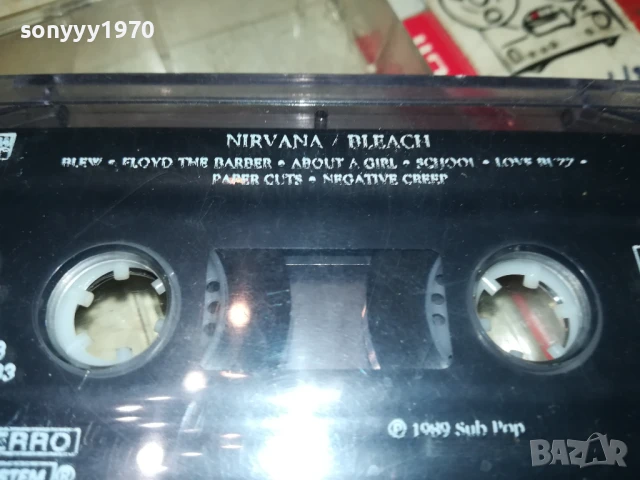 sonyyy1970
NIRVANA / BLEACH
BLEW • FLOYD THE BARBER • ABOUT A GIRL • SCHOOL • LOVE BUZZ •
PAPER CUTS • NEGATIVE CREEP
℗ 1989 Sub Pop
BAZAR